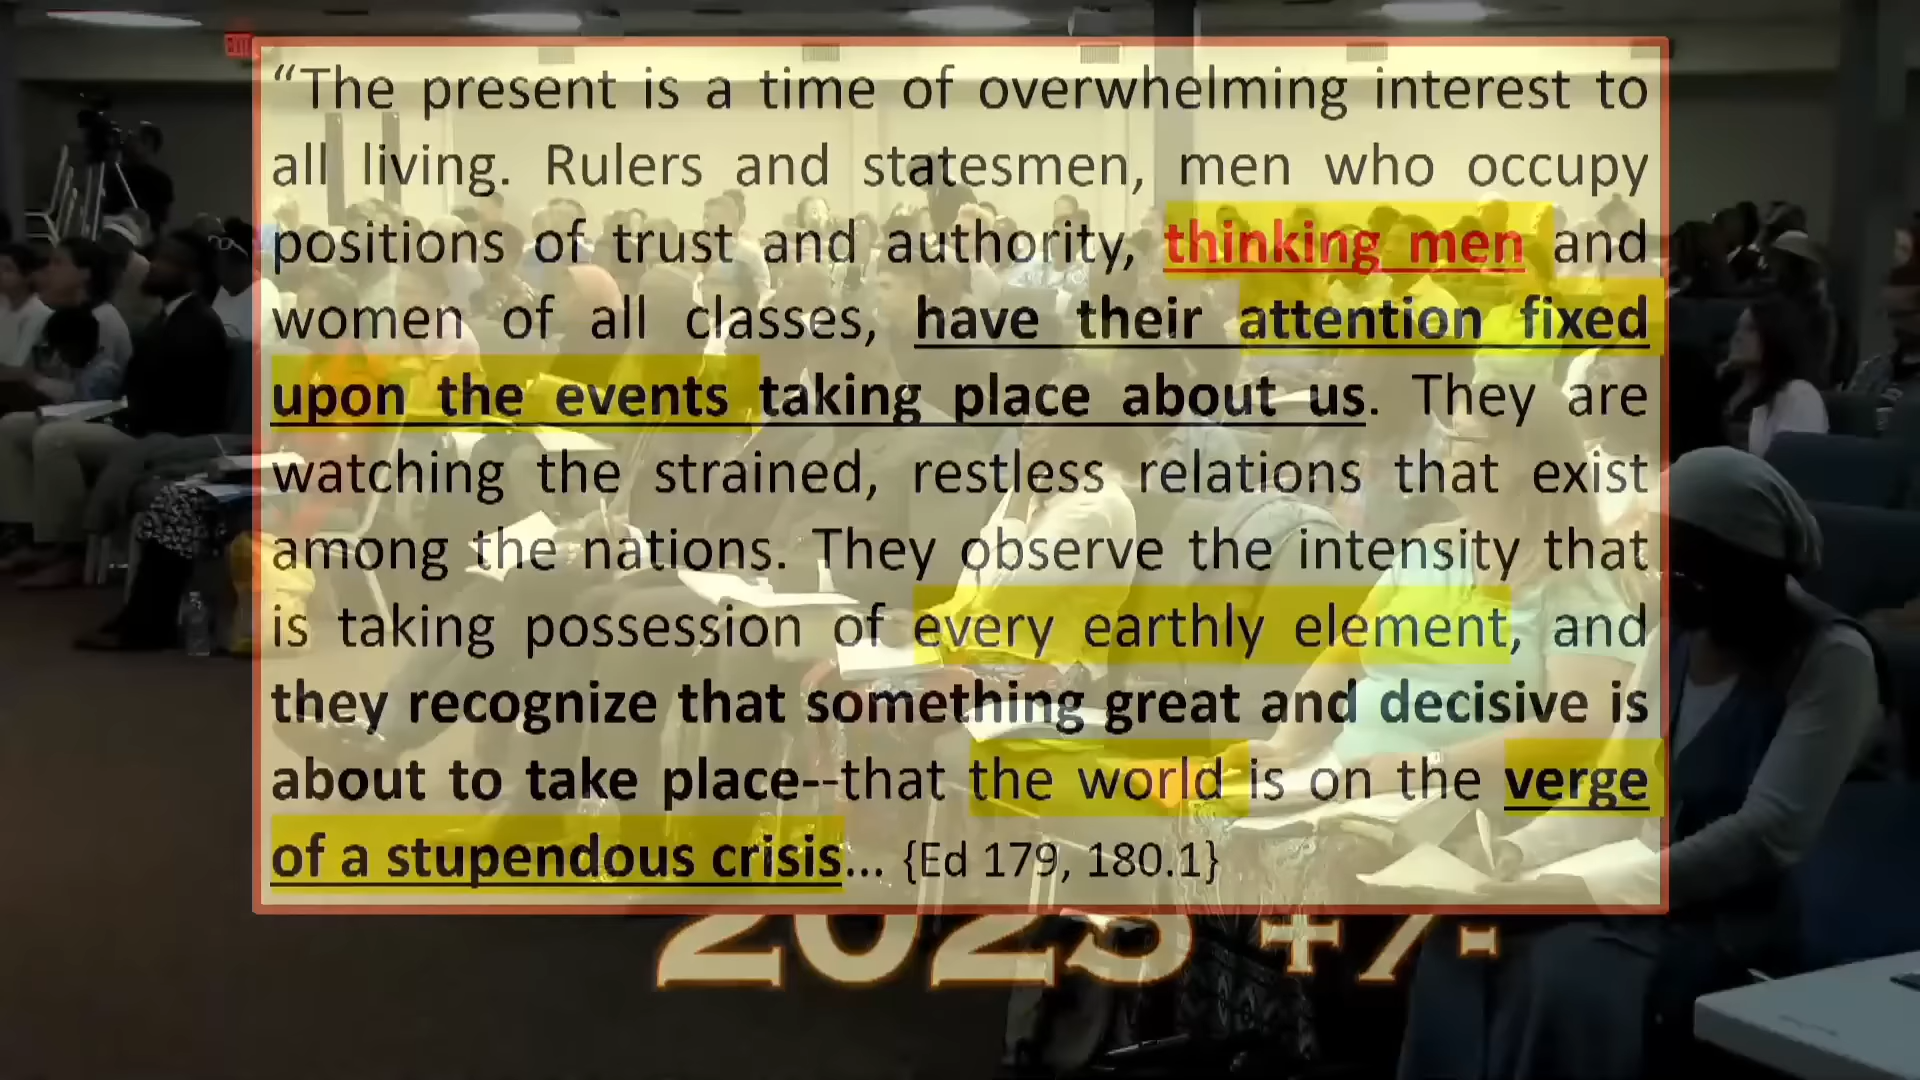 “The present is a time of overwhelming interest to
all living. Rulers and statesmen, men who occupy
positions of trust and authority, thinking men and
women of all classes, have their attention fixed
upon the events taking place about us. They are
watching the strained, restless relations that exist
among the nations. They observe the intensity that
is taking possession of every earthly element, and
they recognize that something great and decisive is
about to take place--that the world is on the verge
of a stupendous crisis... {Ed 179, 180.1}
2025 +/-